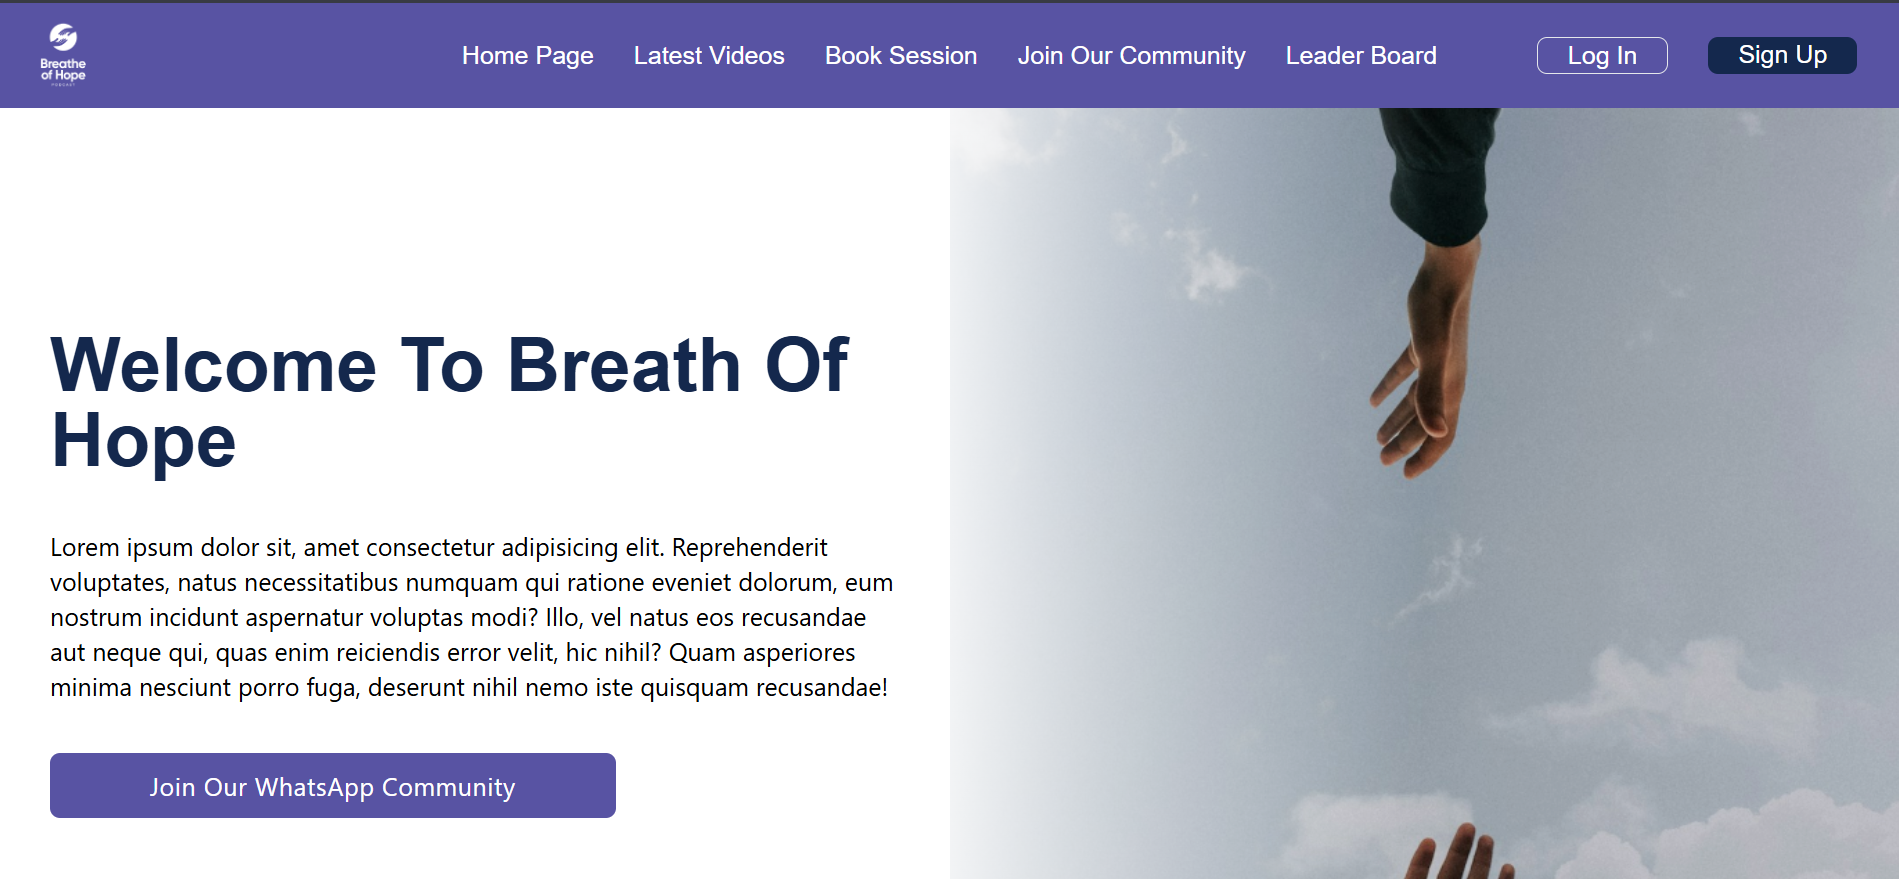 Breathe
of Hope
PODCAST
Home Page Latest Videos Book Session Join Our Community Leader Board Log In Sign Up
Welcome To Breath Of
Hope
Lorem ipsum dolor sit, amet consectetur adipisicing elit. Reprehenderit
voluptates, natus necessitatibus numquam qui ratione eveniet dolorum, eum
nostrum incidunt aspernatur voluptas modi? Illo, vel natus eos recusandae
aut neque qui, quas enim reiciendis error velit, hic nihil? Quam asperiores
minima nesciunt porro fuga, deserunt nihil nemo iste quisquam recusandae!
Join Our WhatsApp Community